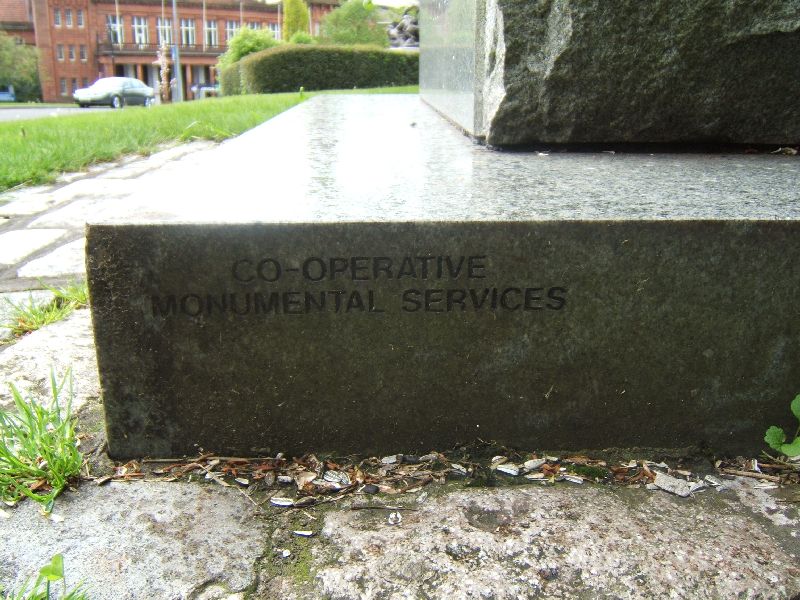 CO-OPERATIVE
MONUMENTAL SERVICES